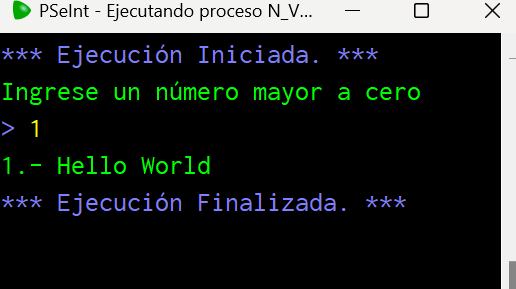 PSeInt - Ejecutando proceso N_V...
*** Ejecución Iniciada. ***
Ingrese un número mayor a cero
> 1
1.- Hello World
*** Ejecución Finalizada. ***